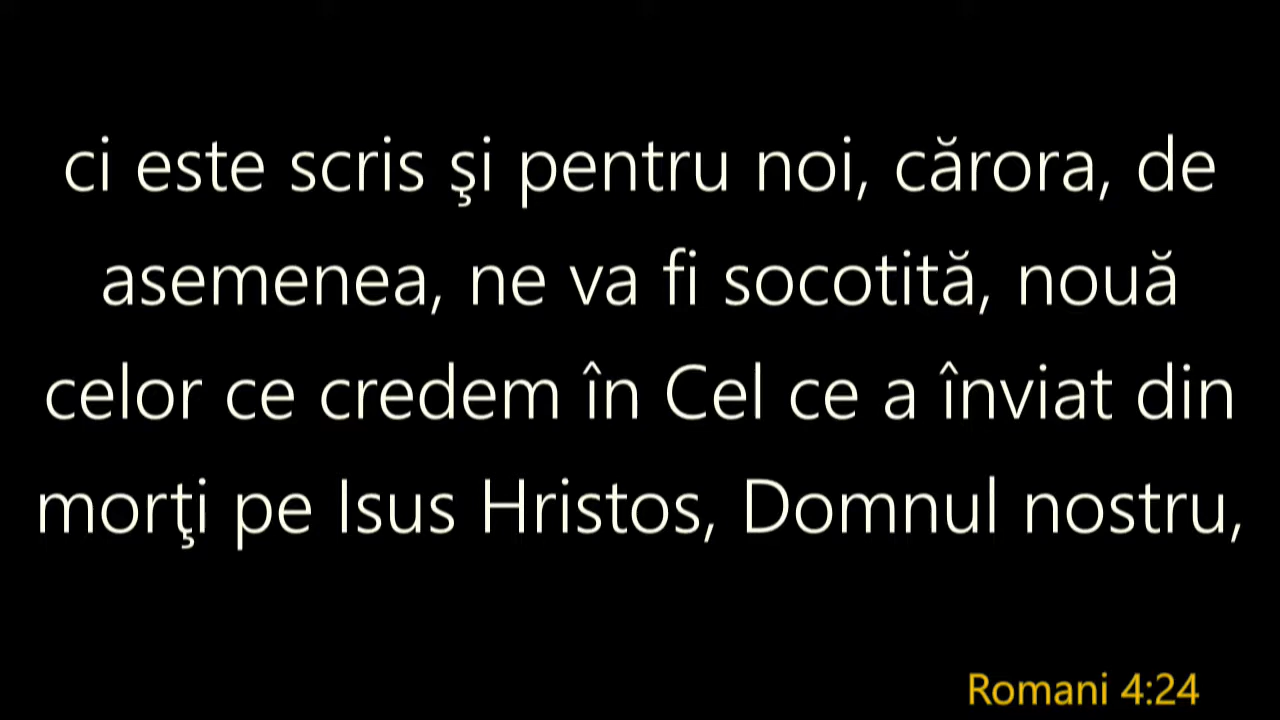 ci este scris şi pentru noi, cărora, de
asemenea, ne va fi socotită, nouă
celor ce credem în Cel ce a înviat din
morţi pe Isus Hristos, Domnul nostru,
Romani 4:24